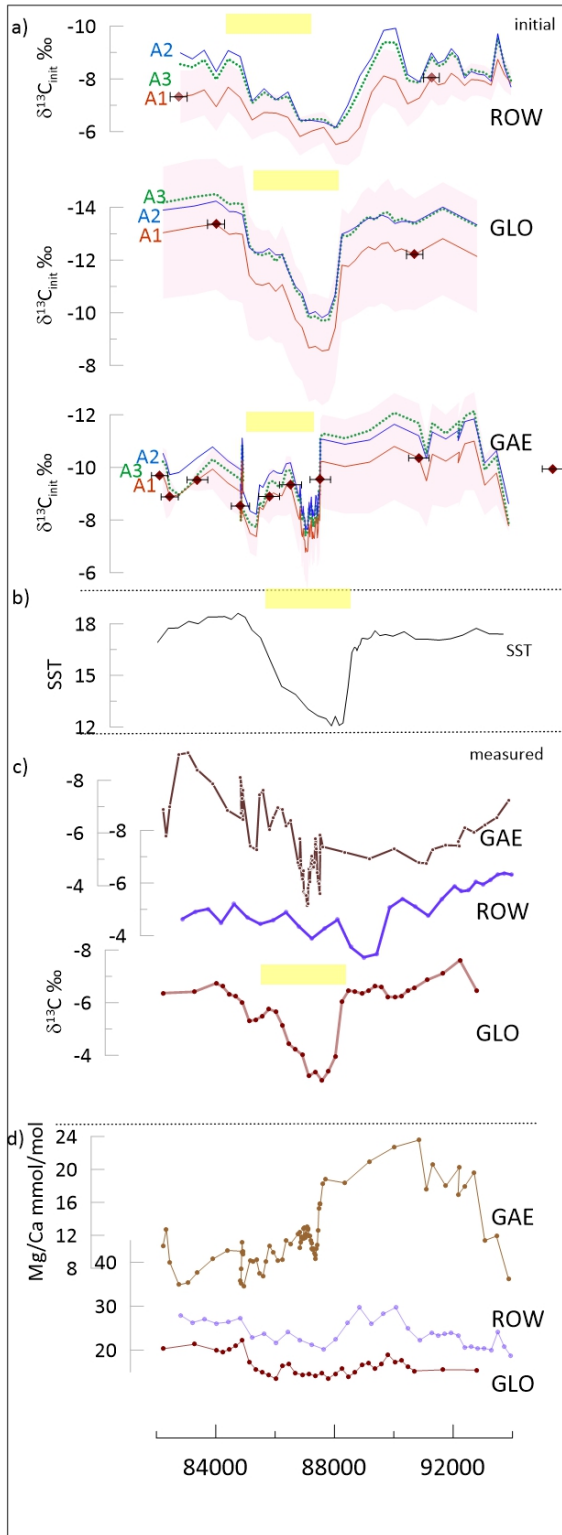 a)
initial
-10
A2
-8
A3
A1
-6
δ¹³C_init ‰
ROW
A3
-14
A2
GLO
A1
-12
-10
-8
δ¹³C_init ‰
-12
GAE
A2
A3
-10
A1
-8
-6
δ¹³C_init ‰
b)
18
SST
15
12
SST
c)
measured
-8
-6
-4
GAE
-8
-6
-4
ROW
-8
-6
-4
δ¹³C ‰
GLO
d)
24
20
16
12
8
Mg/Ca mmol/mol
GAE
40
30
20
ROW
GLO
84000 88000 92000